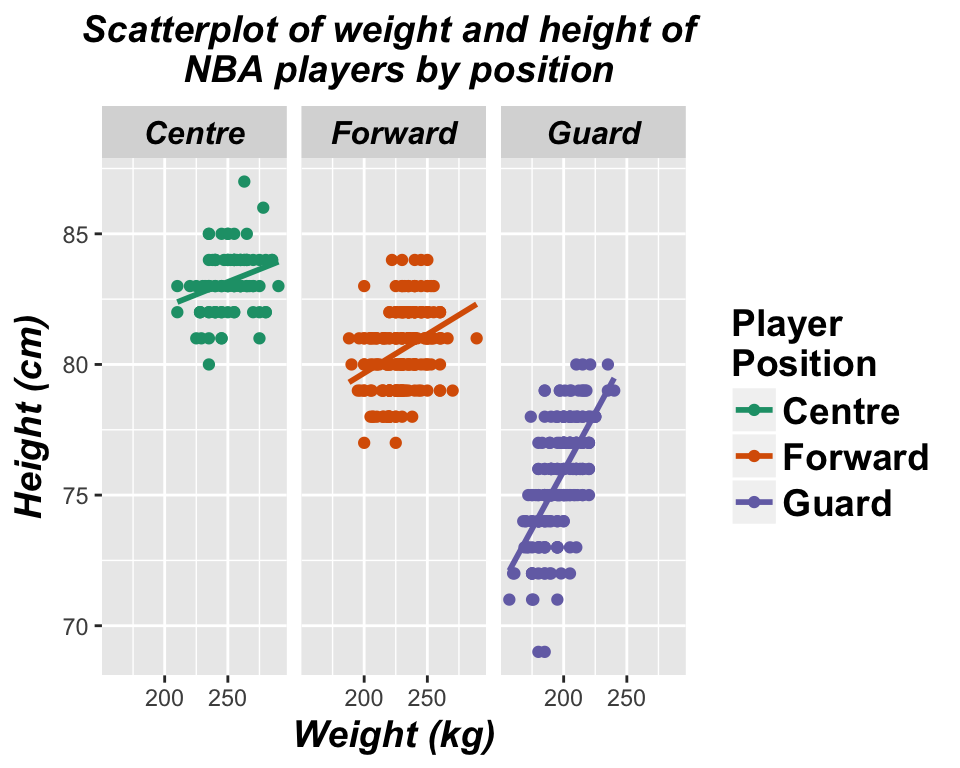 Scatterplot of weight and height of
NBA players by position
Centre Forward Guard
85
80
75
70
Height (cm)
200 250 200 250 200 250
Weight (kg)
Player
Position
Centre
Forward
Guard